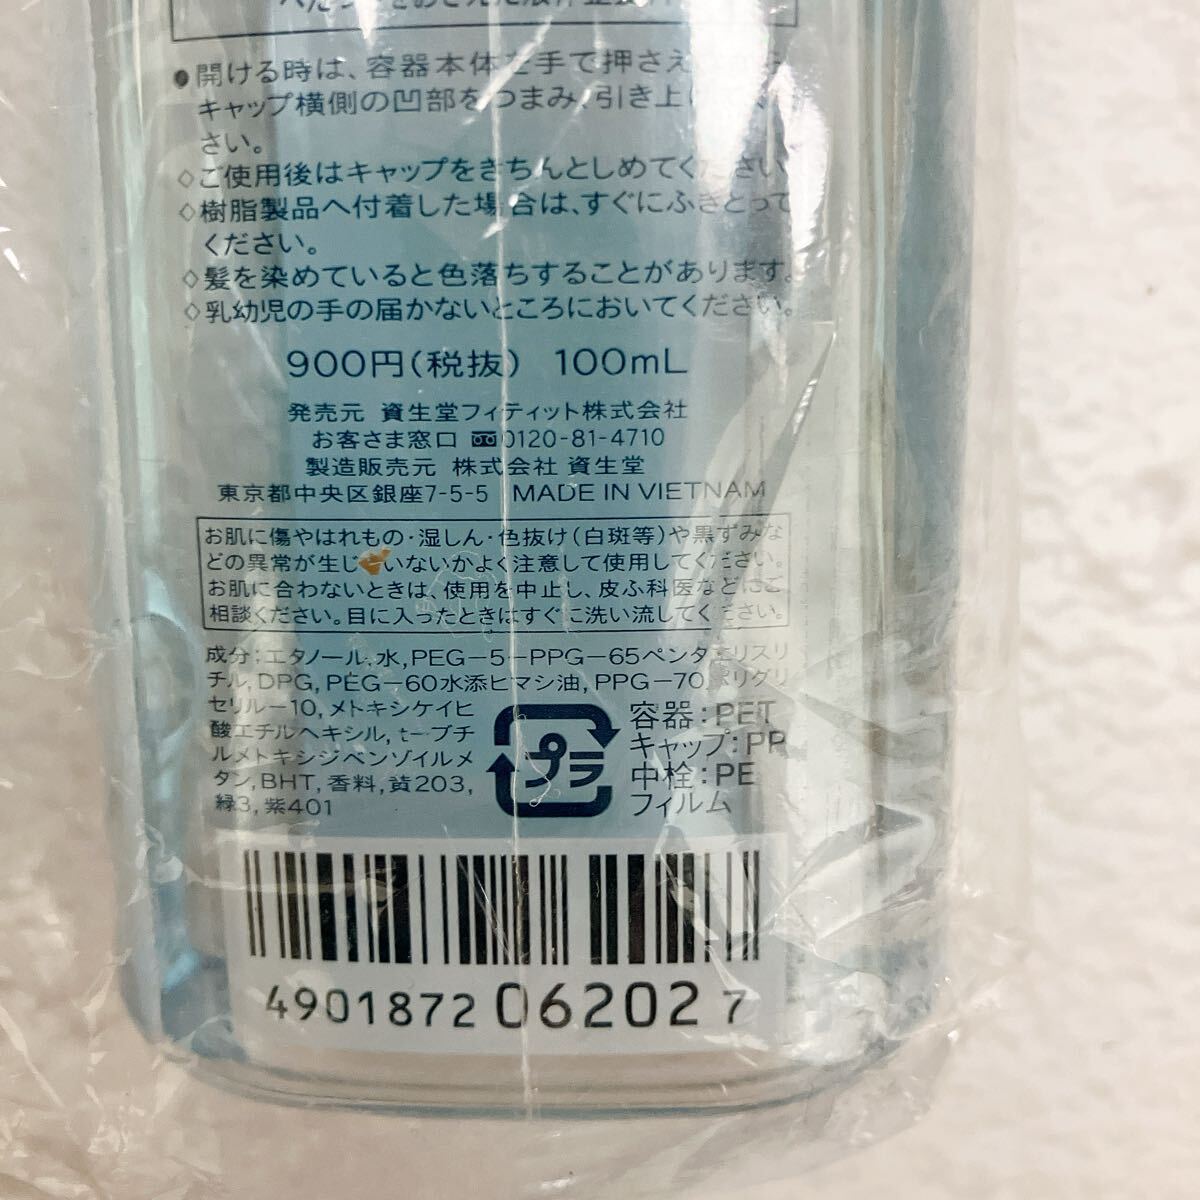 ●開ける時は、容器本体を手で押さえ
キャップ横側の凹部をつまみ、引き上
さい。
◇ご使用後はキャップをきちんとしめてください
◇樹脂製品へ付着した場合は、すぐにふきとって
ください。
◇髪を染めていると色落ちすることがあります。
◇乳幼児の手の届かないところにおいてください。
900円(税抜) 100mL
発売元 資生堂フィティット株式会社
お客さま窓口 0120-81-4710
製造販売元 株式会社 資生堂
東京都中央区銀座7-5-5 MADE IN VIETNAM
お肌に傷やはれもの・湿しん・色抜け(白斑等)や黒ずみな
どの異常が生じ いないかよく注意して使用してください。
お肌に合わないときは、使用を中止し、皮ふ科医などにご
相談ください。目に入ったときはすぐに洗い流してください。
成分:エタノール,水,PEG-5-PPG-65ペンタエリスリ
チル,DPG,PEG-60水添ヒマシ油,PPG-70ポリグリ
セリル-10,メトキシケイヒ
酸エチルヘキシル,t-ブチ
ルメトキシジベンゾイルメ
タン,BHT,香料,黄203,
緑3,紫401
プラ
容器:PET
キャップ:PP
中栓:PE
フィルム
4901872 062027